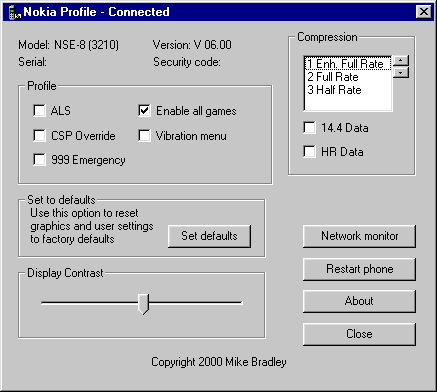 Nokia Profile - Connected
Model: NSE-8 (3210)
Version: V 06.00
Serial:
Security code:
Profile
ALS
Enable all games
CSP Override
Vibration menu
999 Emergency
Compression
1 Enh. Full Rate
2 Full Rate
3 Half Rate
14.4 Data
HR Data
Set to defaults
Use this option to reset
graphics and user settings
to factory defaults
Set defaults
Display Contrast
Network monitor
Restart phone
About
Close
Copyright 2000 Mike Bradley